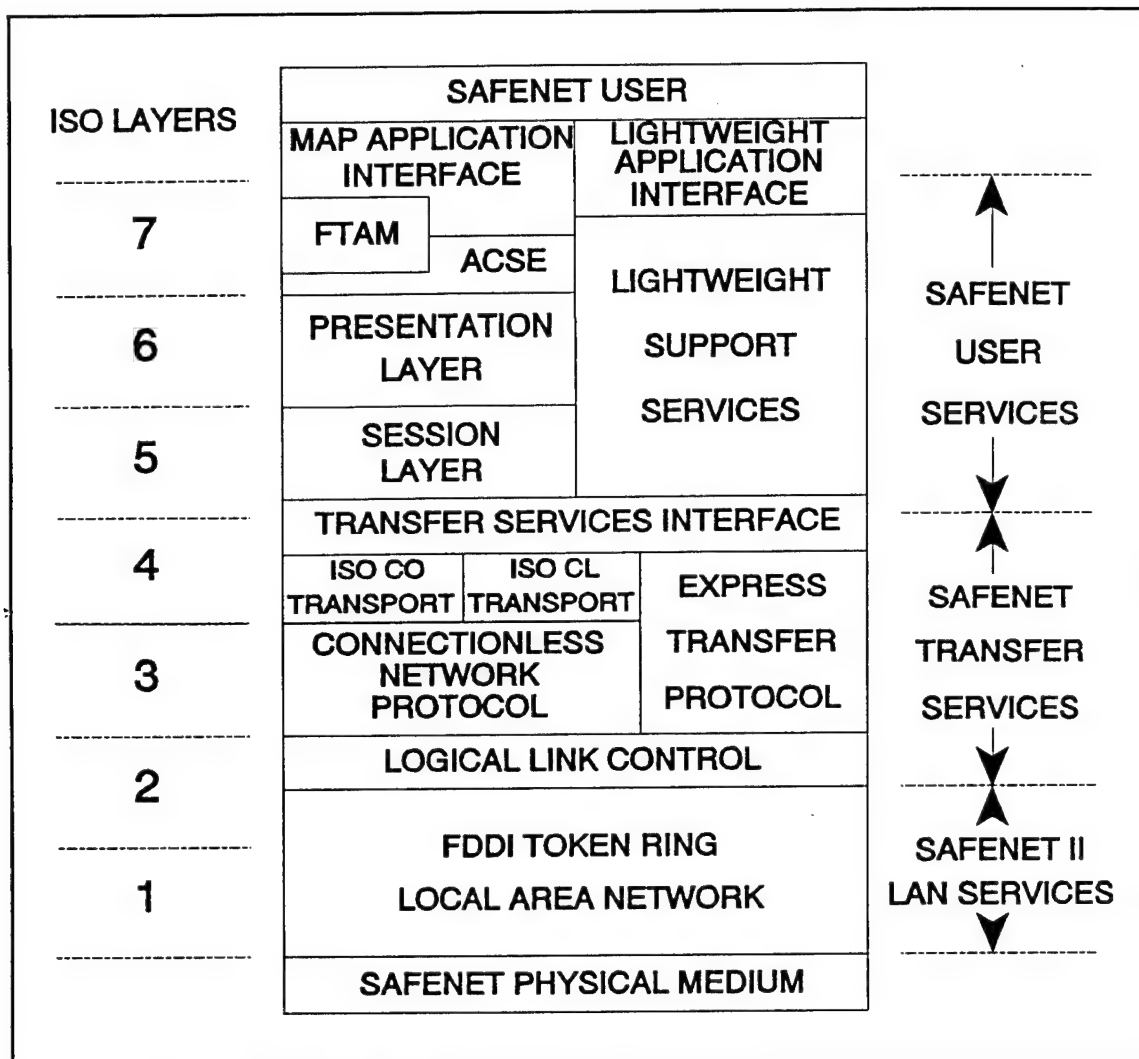 ISO LAYERS
7
6
5
4
3
2
1
SAFENET USER
MAP APPLICATION
INTERFACE
LIGHTWEIGHT
APPLICATION
INTERFACE
FTAM
ACSE
PRESENTATION
LAYER
SESSION
LAYER
LIGHTWEIGHT
SUPPORT
SERVICES
TRANSFER SERVICES INTERFACE
ISO CO
TRANSPORT
ISO CL
TRANSPORT
CONNECTIONLESS
NETWORK
PROTOCOL
EXPRESS
TRANSFER
PROTOCOL
LOGICAL LINK CONTROL
FDDI TOKEN RING
LOCAL AREA NETWORK
SAFENET PHYSICAL MEDIUM
SAFENET
USER
SERVICES
SAFENET
TRANSFER
SERVICES
SAFENET II
LAN SERVICES